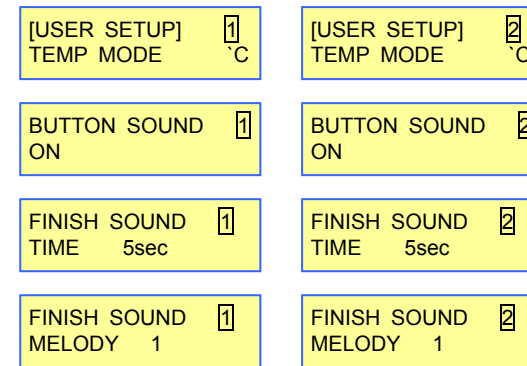 [USER SETUP] 1
TEMP MODE `C
[USER SETUP] 2
TEMP MODE `C
BUTTON SOUND 1
ON
BUTTON SOUND 2
ON
FINISH SOUND 1
TIME 5sec
FINISH SOUND 2
TIME 5sec
FINISH SOUND 1
MELODY 1
FINISH SOUND 2
MELODY 1